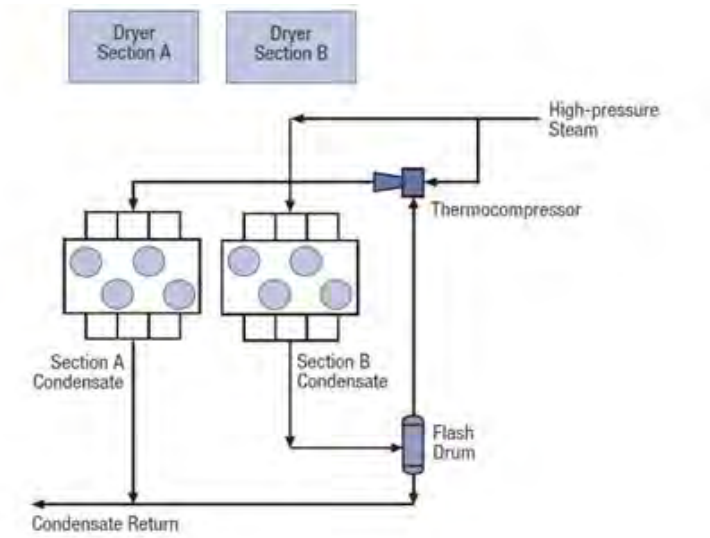 Dryer
Section A
Dryer
Section B
High-pressure
Steam
Thermocompressor
Section A
Condensate
Section B
Condensate
Flash
Drum
Condensate Return